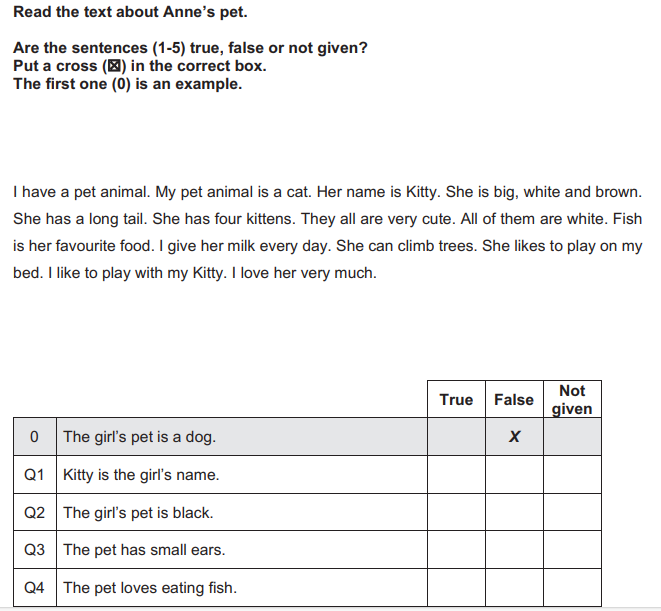 Read the text about Anne’s pet.
Are the sentences (1-5) true, false or not given?
Put a cross (☒) in the correct box.
The first one (0) is an example.
I have a pet animal. My pet animal is a cat. Her name is Kitty. She is big, white and brown.
She has a long tail. She has four kittens. They all are very cute. All of them are white. Fish
is her favourite food. I give her milk every day. She can climb trees. She likes to play on my
bed. I like to play with my Kitty. I love her very much.
True False Not given
0 The girl’s pet is a dog. X
Q1 Kitty is the girl’s name.
Q2 The girl’s pet is black.
Q3 The pet has small ears.
Q4 The pet loves eating fish.